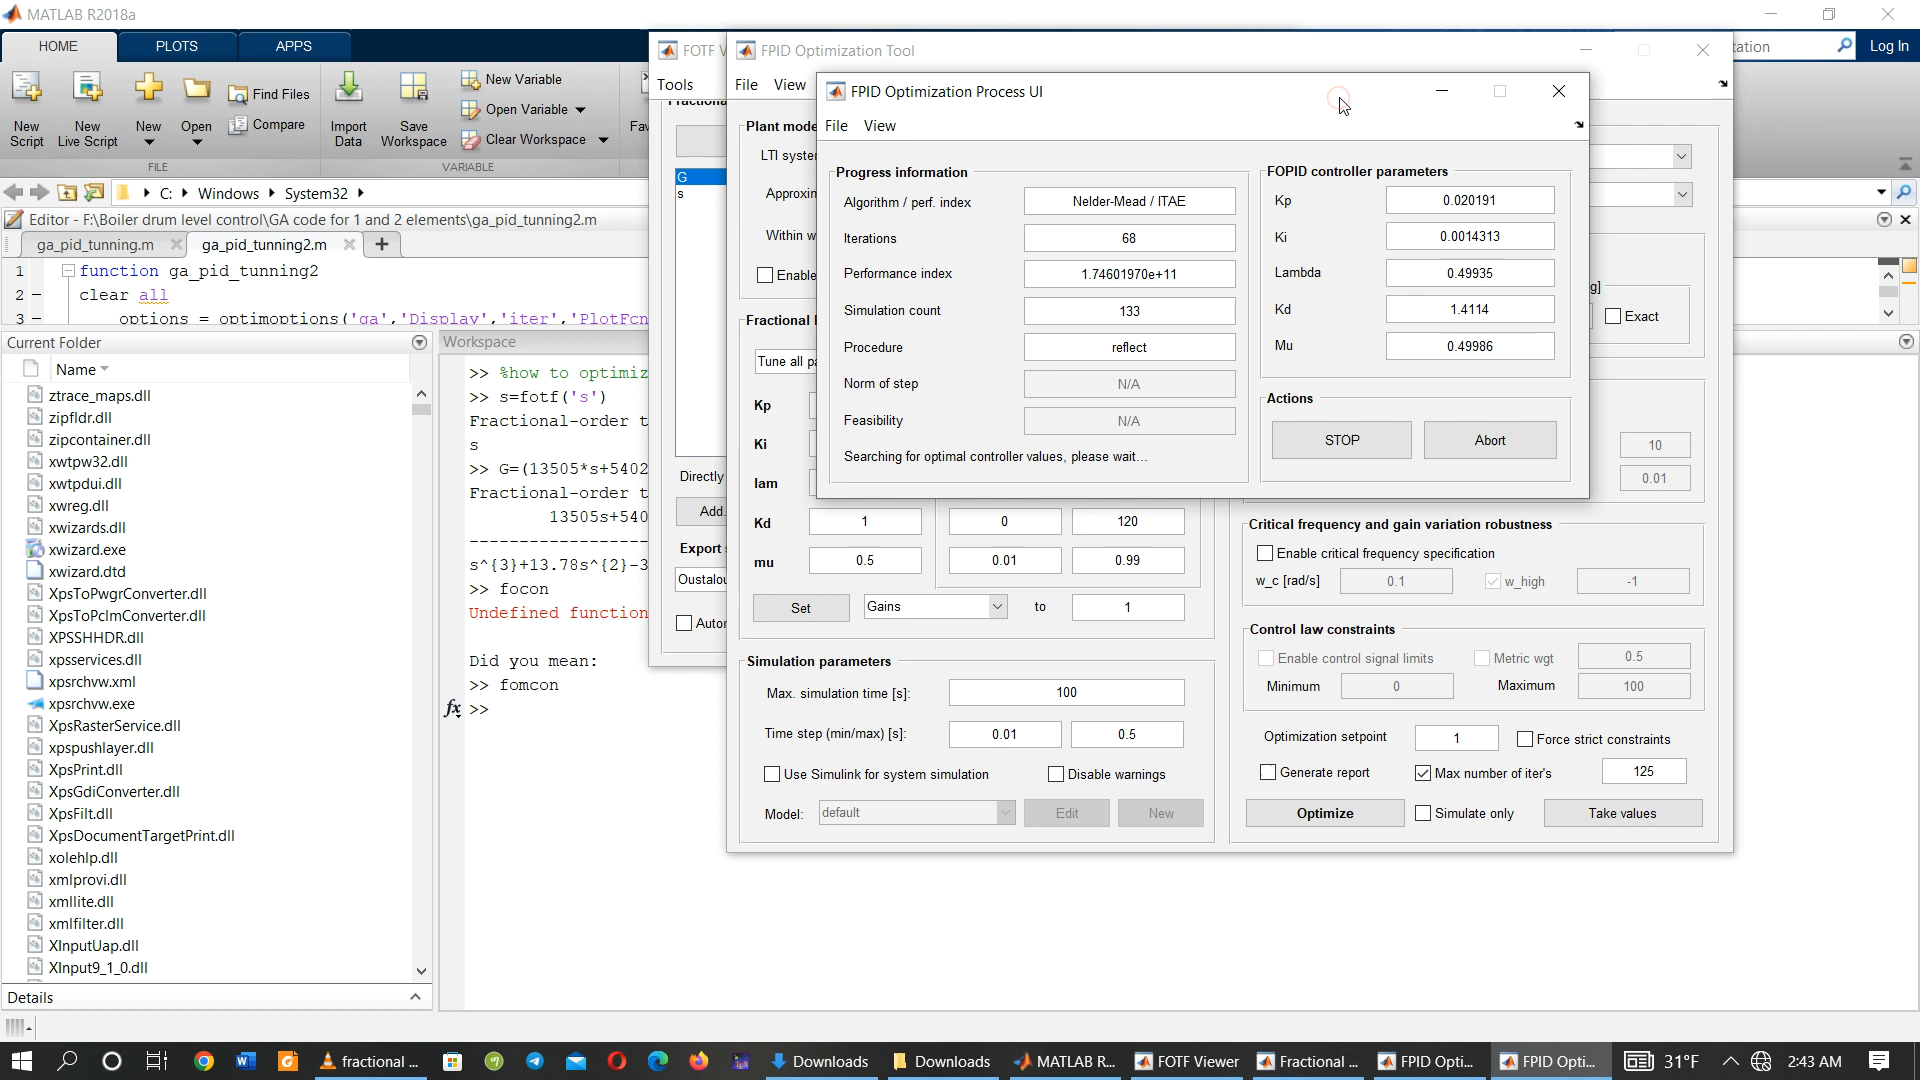 MATLAB R2018a
HOME
PLOTS
APPS
tation
Log In
New Script
New Live Script
New
Open
Find Files
Compare
Import Data
Save Workspace
New Variable
Open Variable
Clear Workspace
Fav
FILE
VARIABLE
C:
Windows
System32
Editor - F:\Boiler drum level control\GA code for 1 and 2 elements\ga_pid_tunning2.m
ga_pid_tunning.m
ga_pid_tunning2.m
1 function ga_pid_tunning2
2 - clear all
3 - options = optimoptions('ga','Display','iter','PlotFcn
Current Folder
Name
ztrace_maps.dll
zipfldr.dll
zipcontainer.dll
xwtpw32.dll
xwtpdui.dll
xwreg.dll
xwizards.dll
xwizard.exe
xwizard.dtd
XpsToPwgrConverter.dll
XpsToPclmConverter.dll
XPSSHHDR.dll
xpsservices.dll
xpsrchvw.xml
xpsrchvw.exe
XpsRasterService.dll
xpspushlayer.dll
XpsPrint.dll
XpsGdiConverter.dll
XpsFilt.dll
XpsDocumentTargetPrint.dll
xolehlp.dll
xmlprovi.dll
xmllite.dll
xmlfilter.dll
XInputUap.dll
XInput9_1_0.dll
Details
Workspace
>> %how to optimiz
>> s=fotf('s')
Fractional-order t
s
>> G=(13505*s+5402
Fractional-order t
13505s+540
s^{3}+13.78s^{2}-3
>> focon
Undefined function
Did you mean:
>> fomcon
fx >>
FOTF V
Tools
Fractiona
G
s
Directly
Add.
Export
Oustalou
Autor
FPID Optimization Tool
File View
Plant mode
LTI syste
Approxin
Within w
Enable
Fractional
Tune all pa
Kp
Ki
lam
Kd 1 0 120
mu 0.5 0.01 0.99
Set Gains to 1
Simulation parameters
Max. simulation time [s]: 100
Time step (min/max) [s]: 0.01 0.5
Use Simulink for system simulation
Disable warnings
Model: default Edit New
g]
Exact
10
0.01
Critical frequency and gain variation robustness
Enable critical frequency specification
w_c [rad/s] 0.1 w_high -1
Control law constraints
Enable control signal limits Metric wgt 0.5
Minimum 0 Maximum 100
Optimization setpoint 1 Force strict constraints
Generate report Max number of iter's 125
Optimize Simulate only Take values
FPID Optimization Process UI
File View
Progress information
Algorithm / perf. index Nelder-Mead / ITAE
Iterations 68
Performance index 1.74601970e+11
Simulation count 133
Procedure reflect
Norm of step N/A
Feasibility N/A
Searching for optimal controller values, please wait...
FOPID controller parameters
Kp 0.020191
Ki 0.0014313
Lambda 0.49935
Kd 1.4114
Mu 0.49986
Actions
STOP Abort
fractional ...
Downloads
Downloads
MATLAB R...
FOTF Viewer
Fractional ...
FPID Opti...
FPID Opti...
31°F
2:43 AM